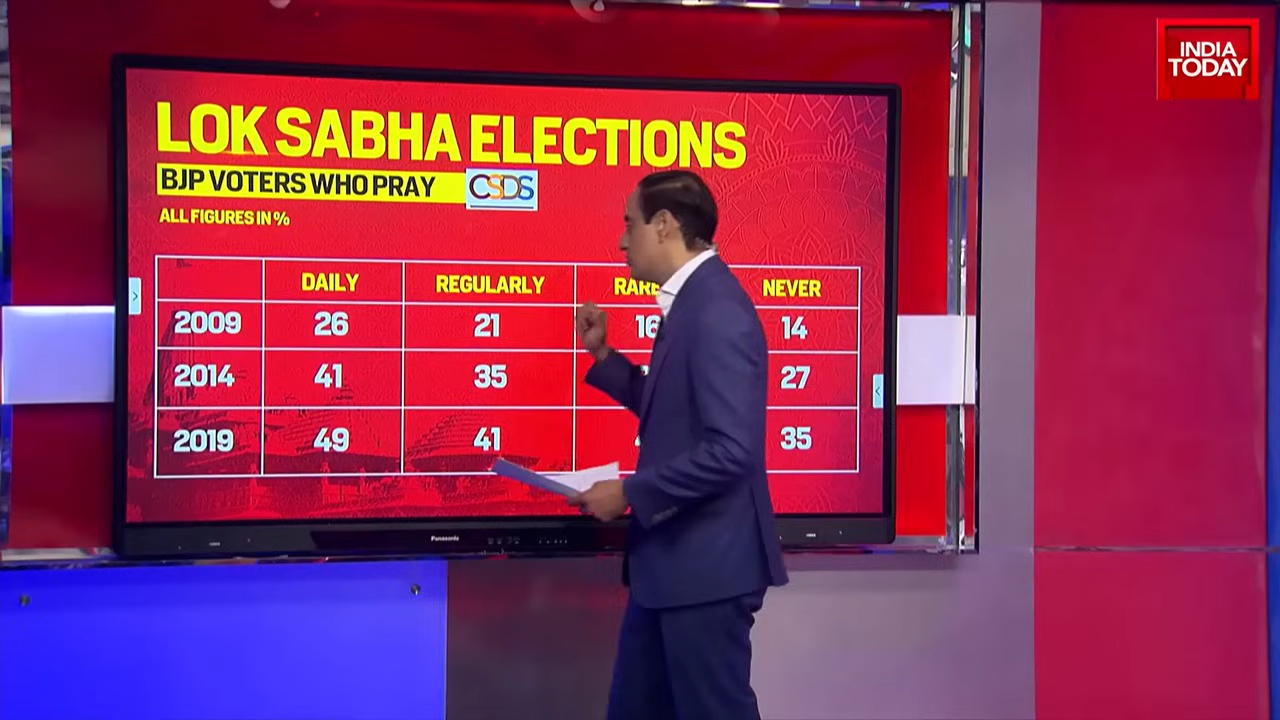 INDIA
TODAY
LOK SABHA ELECTIONS
BJP VOTERS WHO PRAY CSDS
ALL FIGURES IN %
DAILY REGULARLY NEVER
2009 26 21 16 14
2014 41 35 27
2019 49 41 35
Panasonic